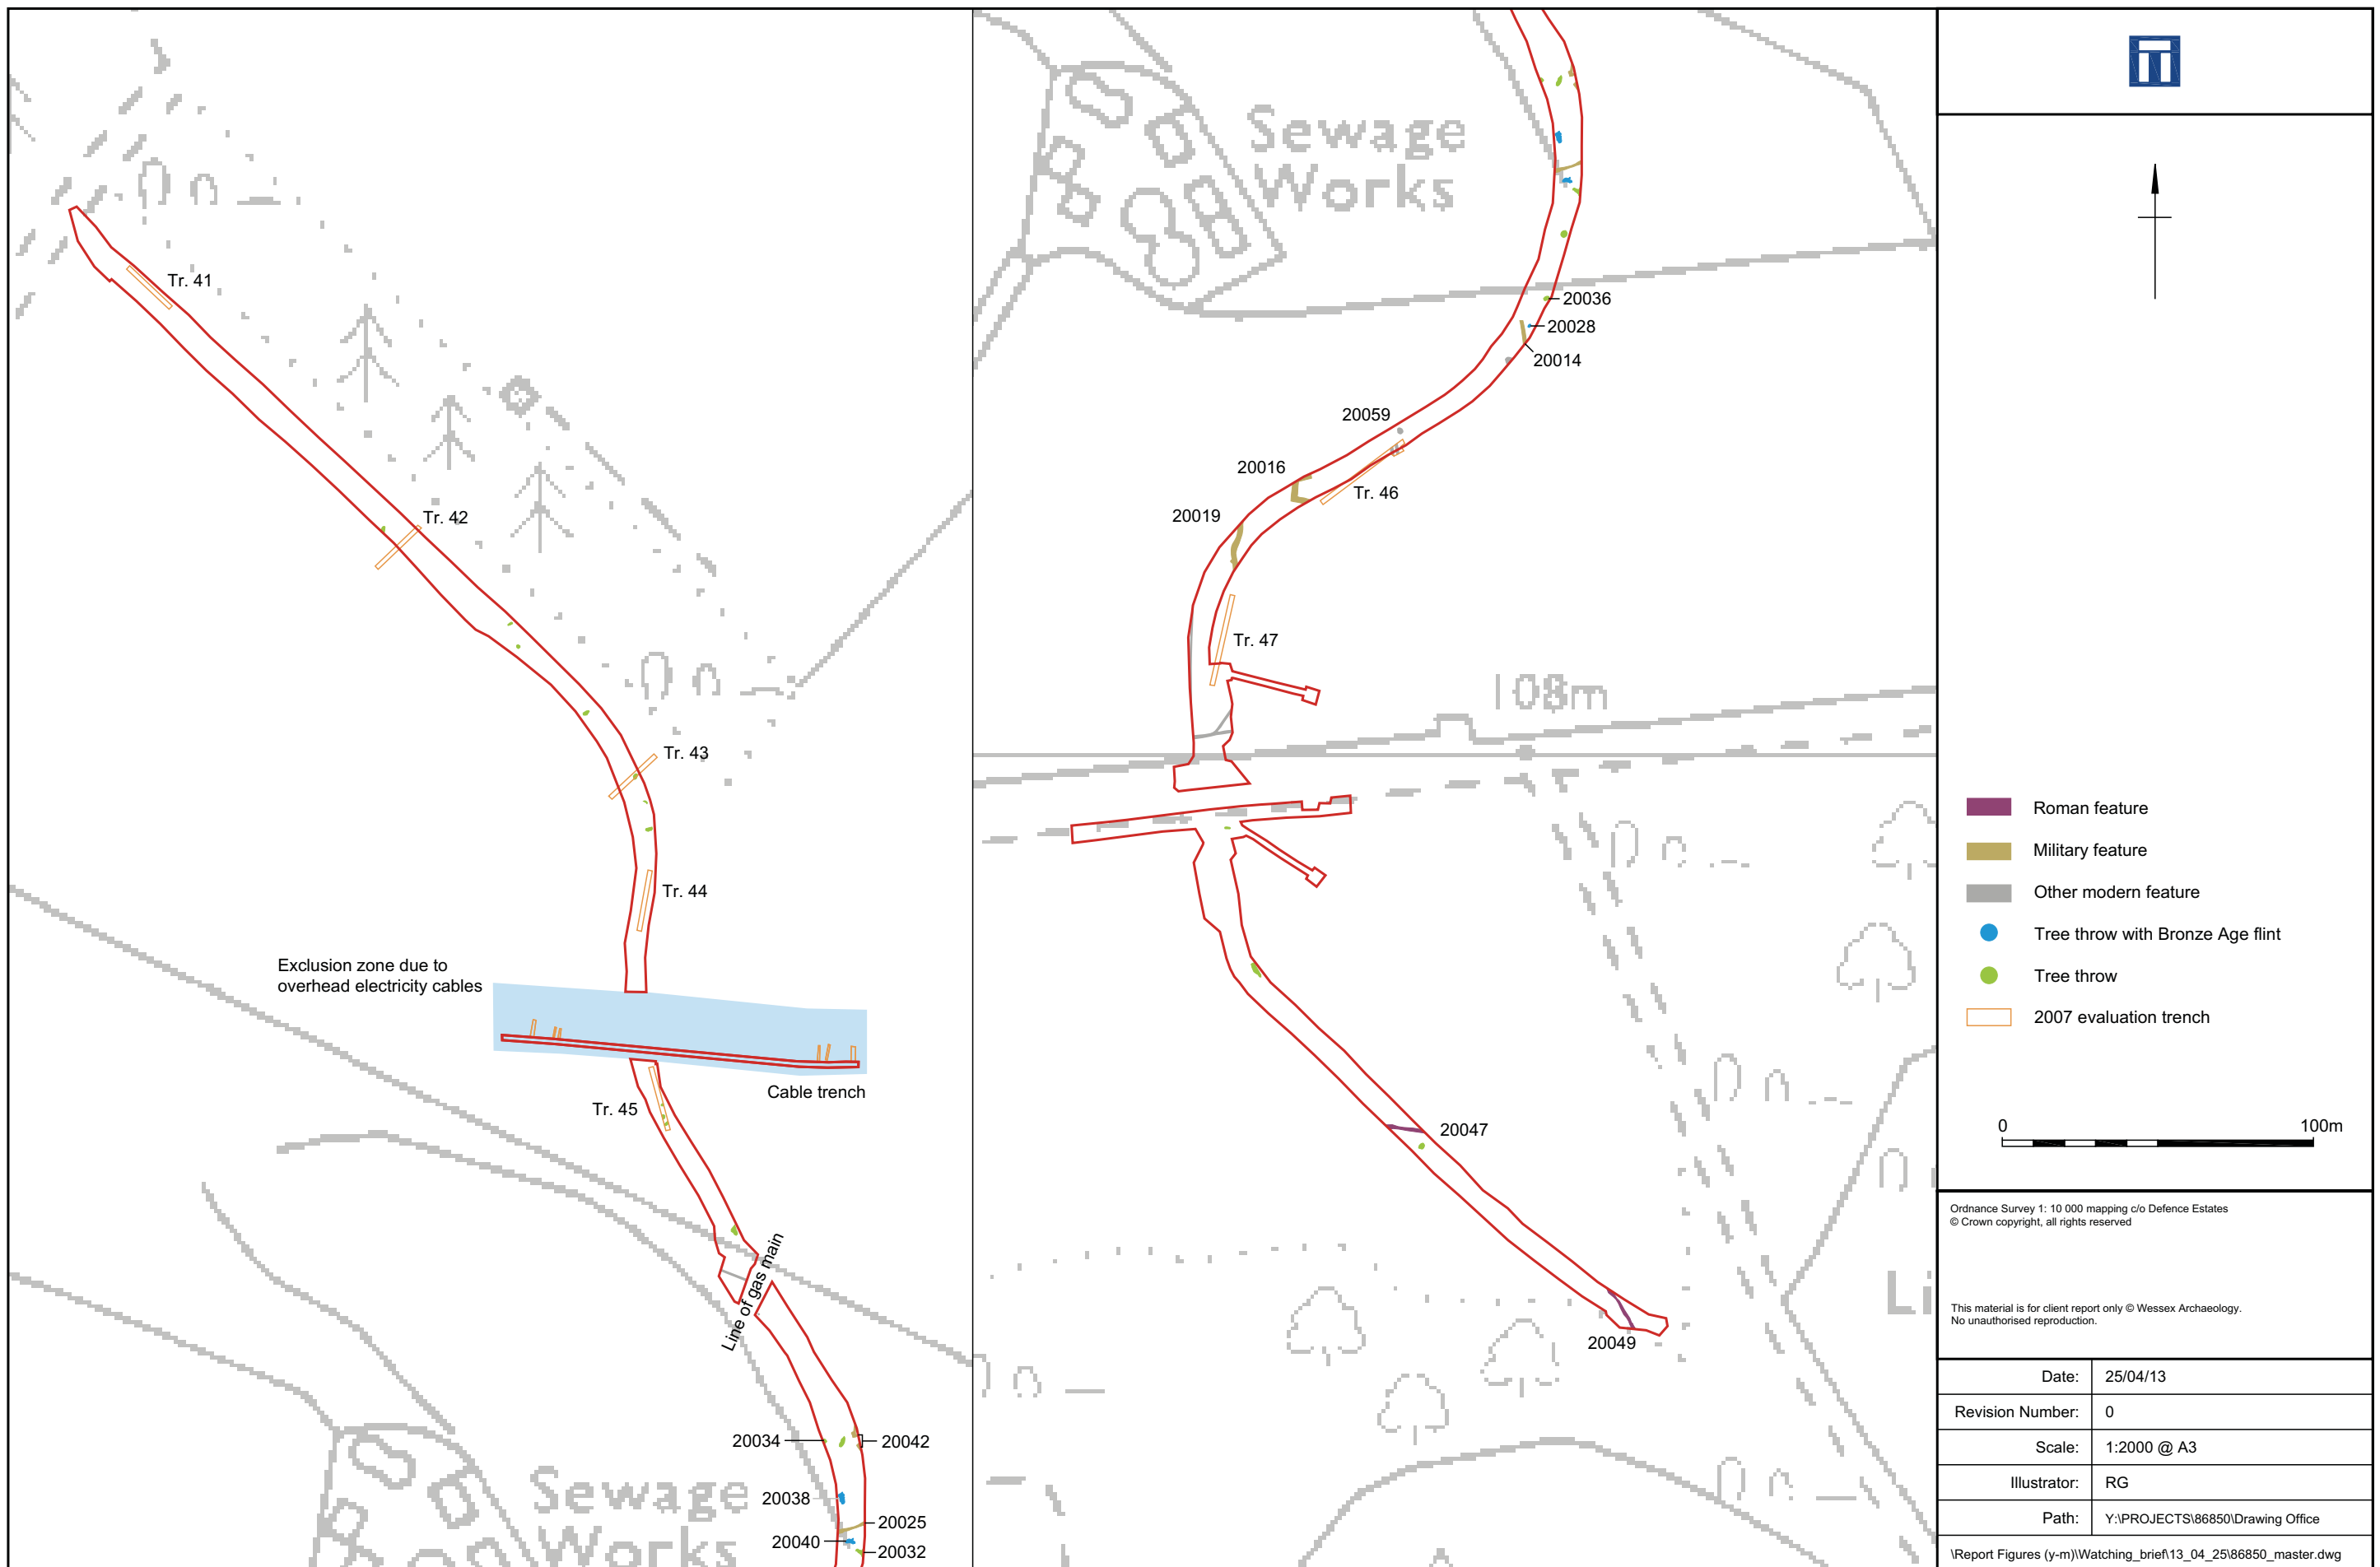 Tr. 41
Tr. 42
Tr. 43
Tr. 44
Exclusion zone due to
overhead electricity cables
Cable trench
Tr. 45
Line of gas main
20034
20042
20038
20025
20040
20032
Sewage
Works
Sewage
Works
20036
20028
20014
20059
20016
Tr. 46
20019
Tr. 47
108m
20047
20049
Li
Roman feature
Military feature
Other modern feature
Tree throw with Bronze Age flint
Tree throw
2007 evaluation trench
0 100m
Ordnance Survey 1: 10 000 mapping c/o Defence Estates
© Crown copyright, all rights reserved
This material is for client report only © Wessex Archaeology.
No unauthorised reproduction.
Date: 25/04/13
Revision Number: 0
Scale: 1:2000 @ A3
Illustrator: RG
Path: Y:\PROJECTS\86850\Drawing Office
\Report Figures (y-m)\Watching_brief\13_04_25\86850_master.dwg